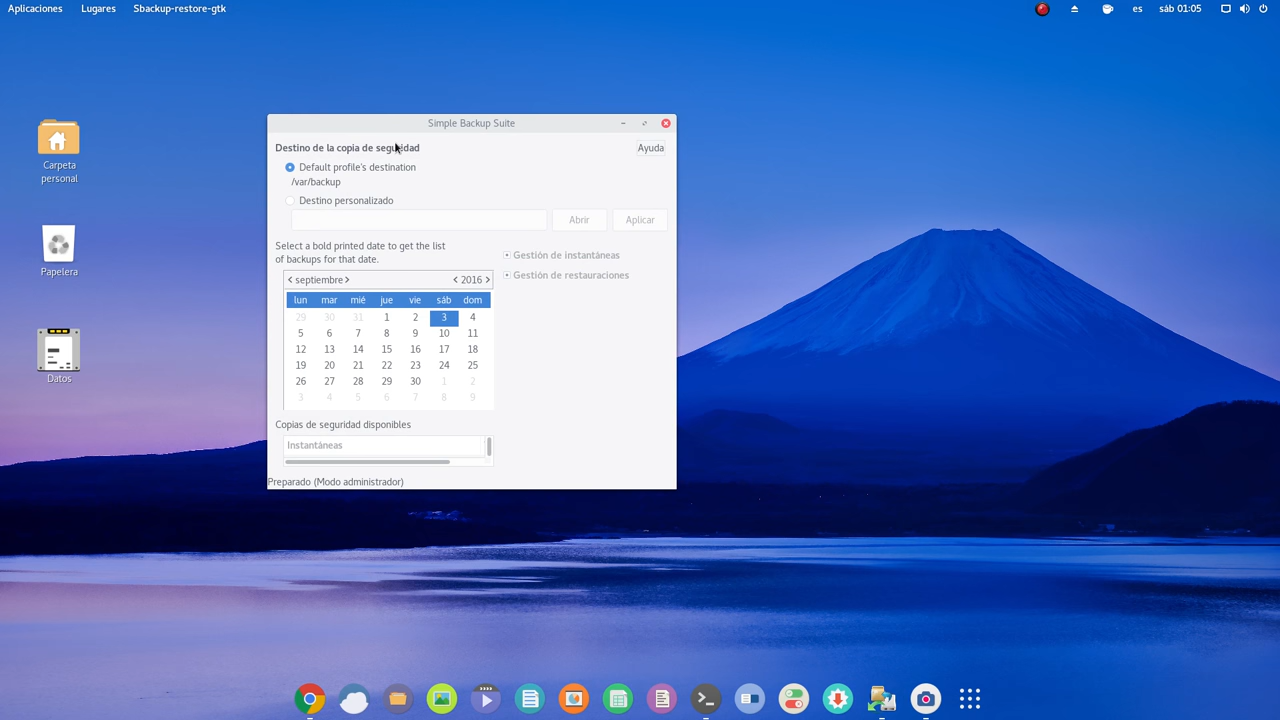 Aplicaciones Lugares Sbackup-restore-gtk es sáb 01:05
Carpeta
personal
Papelera
Datos
Simple Backup Suite
Destino de la copia de seguridad Ayuda
Default profile's destination
/var/backup
Destino personalizado
Abrir Aplicar
Select a bold printed date to get the list
of backups for that date.
Gestión de instantáneas
Gestión de restauraciones
septiembre 2016
lun mar mié jue vie sáb dom
29 30 31 1 2 3 4
5 6 7 8 9 10 11
12 13 14 15 16 17 18
19 20 21 22 23 24 25
26 27 28 29 30 1 2
3 4 5 6 7 8 9
Copias de seguridad disponibles
Instantáneas
Preparado (Modo administrador)